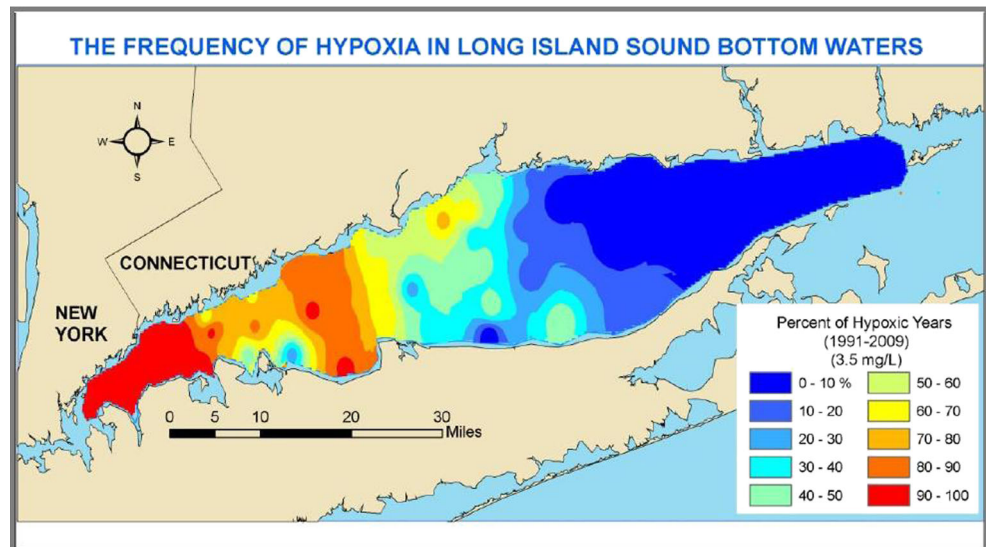 THE FREQUENCY OF HYPOXIA IN LONG ISLAND SOUND BOTTOM WATERS
N
W E
S
CONNECTICUT
NEW
YORK
0 5 10 20 30
Miles
Percent of Hypoxic Years
(1991-2009)
(3.5 mg/L)
0 - 10 %
10 - 20
20 - 30
30 - 40
40 - 50
50 - 60
60 - 70
70 - 80
80 - 90
90 - 100